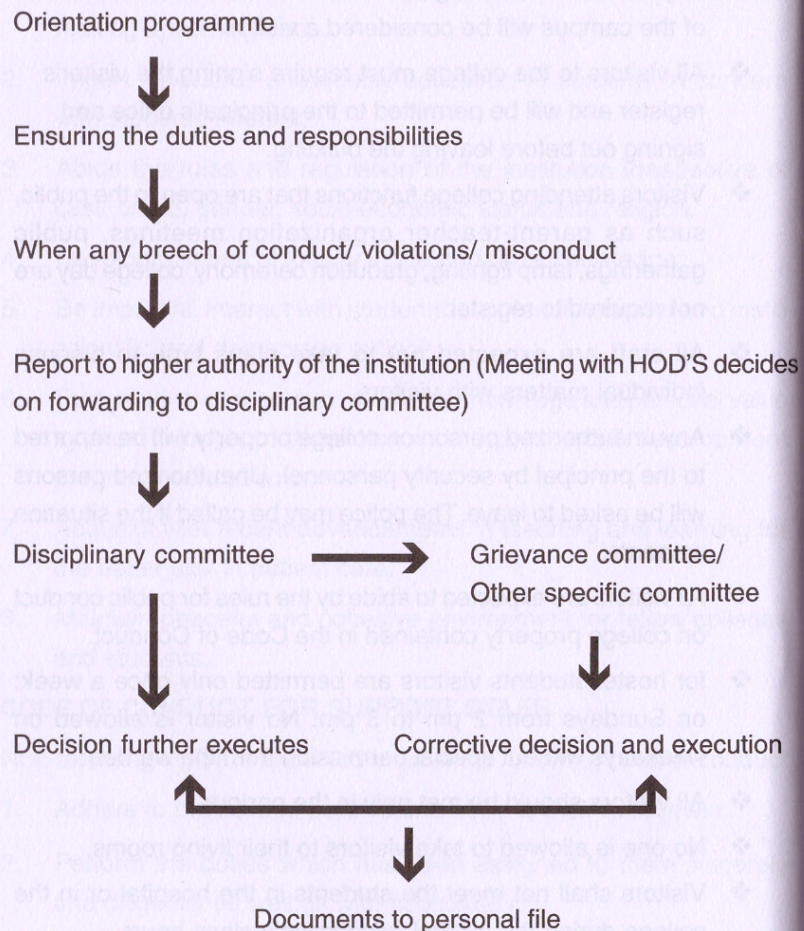 Orientation programme
Ensuring the duties and responsibilities
When any breech of conduct/ violations/ misconduct
Report to higher authority of the institution (Meeting with HOD'S decides
on forwarding to disciplinary committee)
Disciplinary committee
Grievance committee/
Other specific committee
Decision further executes
Corrective decision and execution
Documents to personal file